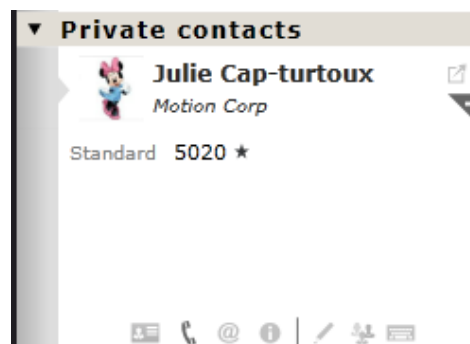 Private contacts
Julie Cap-turtoux
Motion Corp
Standard 5020 ★